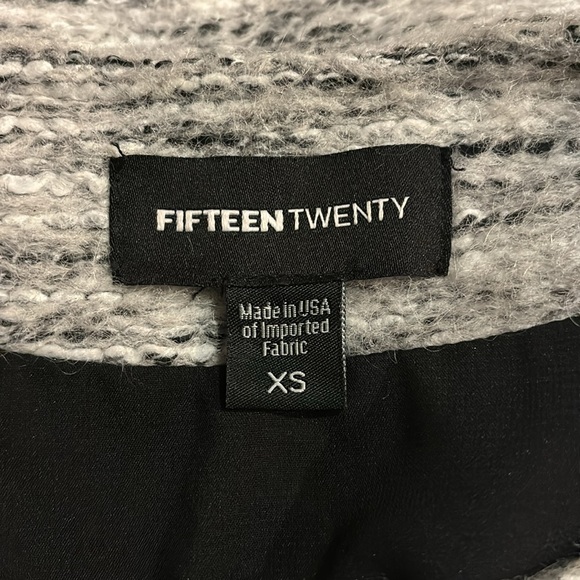 FIFTEEN TWENTY
Made in USA
of Imported
Fabric
XS